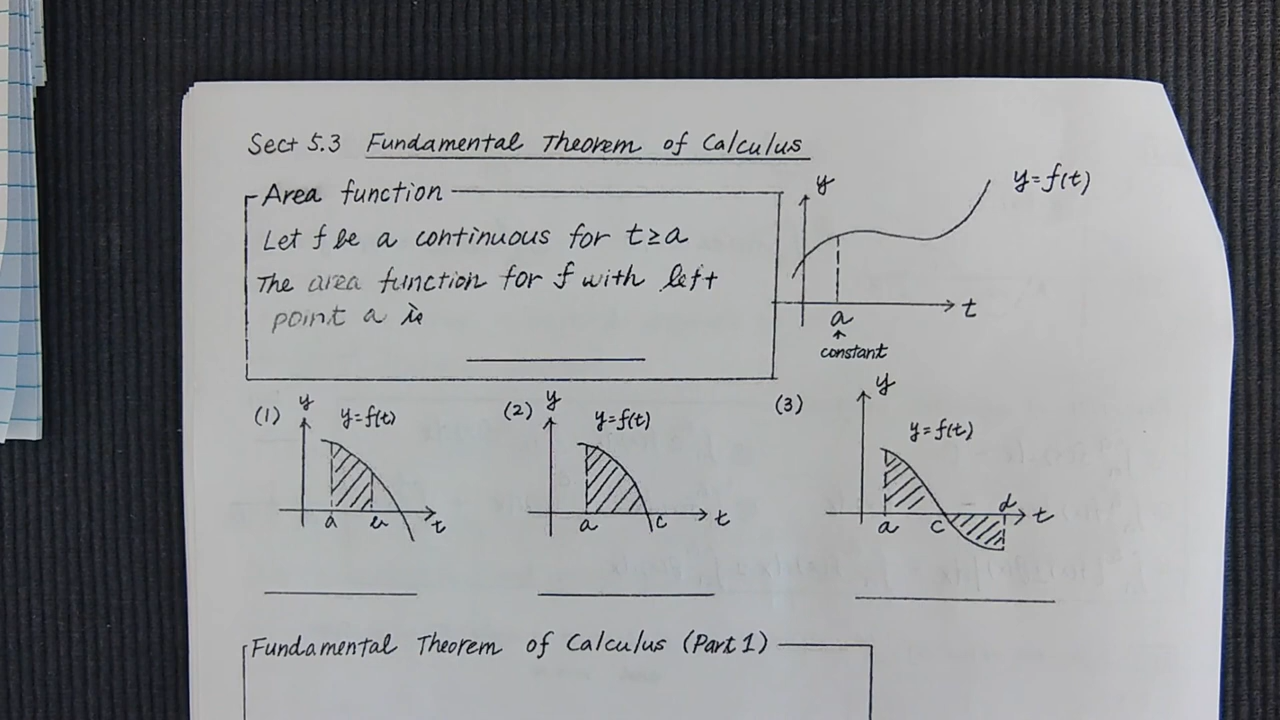 Sect 5.3 Fundamental Theorem of Calculus
Area function
Let f be a continuous for t≥a
The area function for f with left
point a is
y
y=f(t)
a
t
↑
constant
(1)
y
y=f(t)
a
b
t
(2)
y
y=f(t)
a
c
t
(3)
y
y=f(t)
a
c
d
t
Fundamental Theorem of Calculus (Part 1)